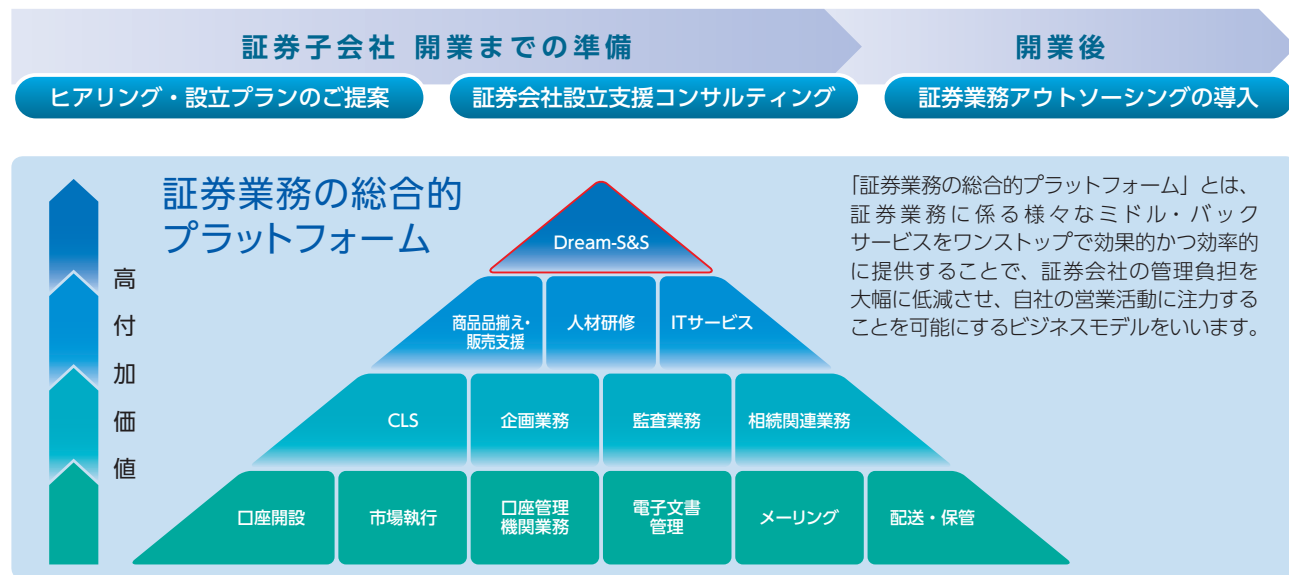 証券子会社 開業までの準備
開業後
ヒアリング・設立プランのご提案
証券会社設立支援コンサルティング
証券業務アウトソーシングの導入
証券業務の総合的
プラットフォーム
「証券業務の総合的プラットフォーム」とは、
証券業務に係る様々なミドル・バック
サービスをワンストップで効果的かつ効率的
に提供することで、証券会社の管理負担を
大幅に低減させ、自社の営業活動に注力する
ことを可能にするビジネスモデルをいいます。
高
付
加
価
値
Dream-S&S
商品品揃え・
販売支援
人材研修
ITサービス
CLS
企画業務
監査業務
相続関連業務
口座開設
市場執行
口座管理
機関業務
電子文書
管理
メーリング
配送・保管